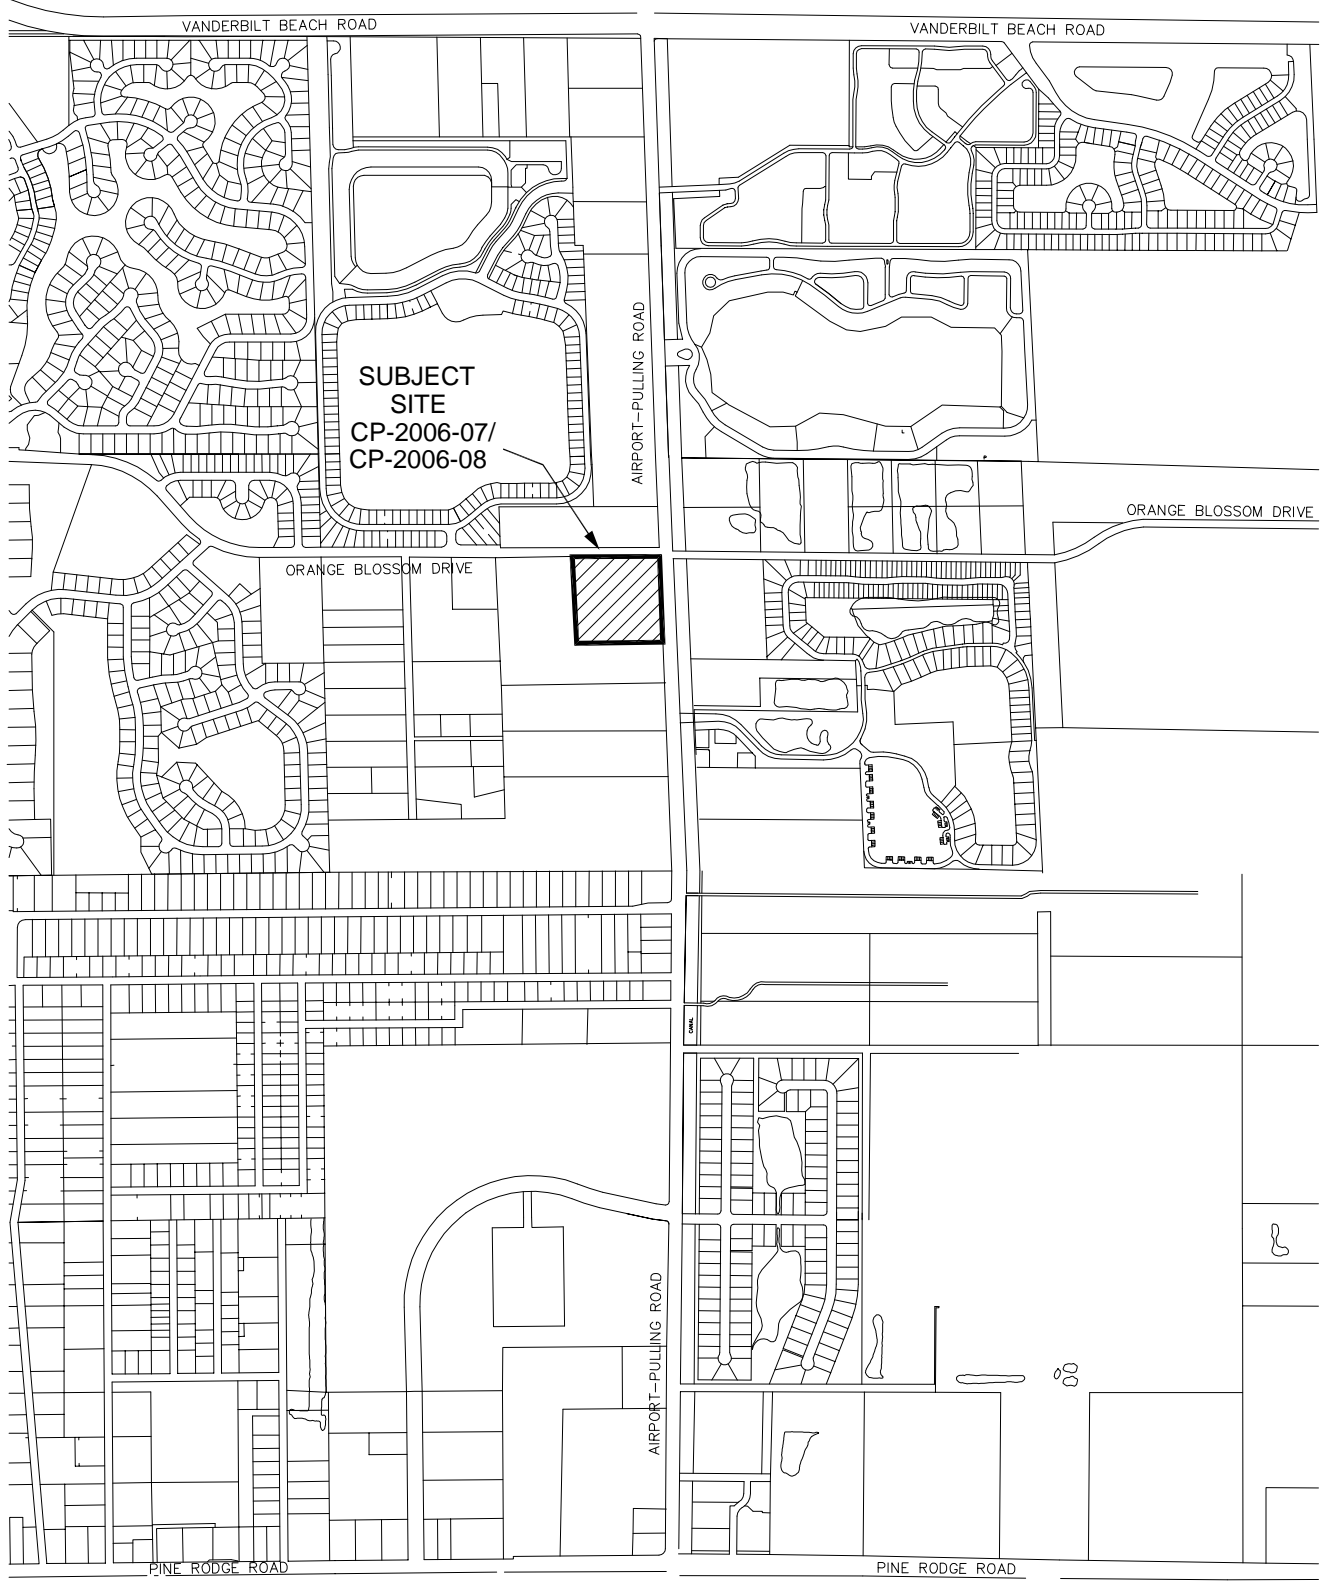 VANDERBILT BEACH ROAD
VANDERBILT BEACH ROAD
AIRPORT-PULLING ROAD
SUBJECT
SITE
CP-2006-07/
CP-2006-08
ORANGE BLOSSOM DRIVE
ORANGE BLOSSOM DRIVE
CANAL
AIRPORT-PULLING ROAD
PINE RODGE ROAD
PINE RODGE ROAD